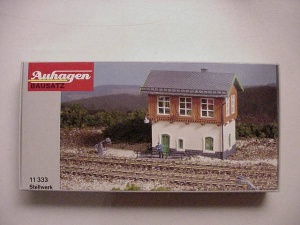 Auhagen
BAUSATZ
11 333
Stellwerk